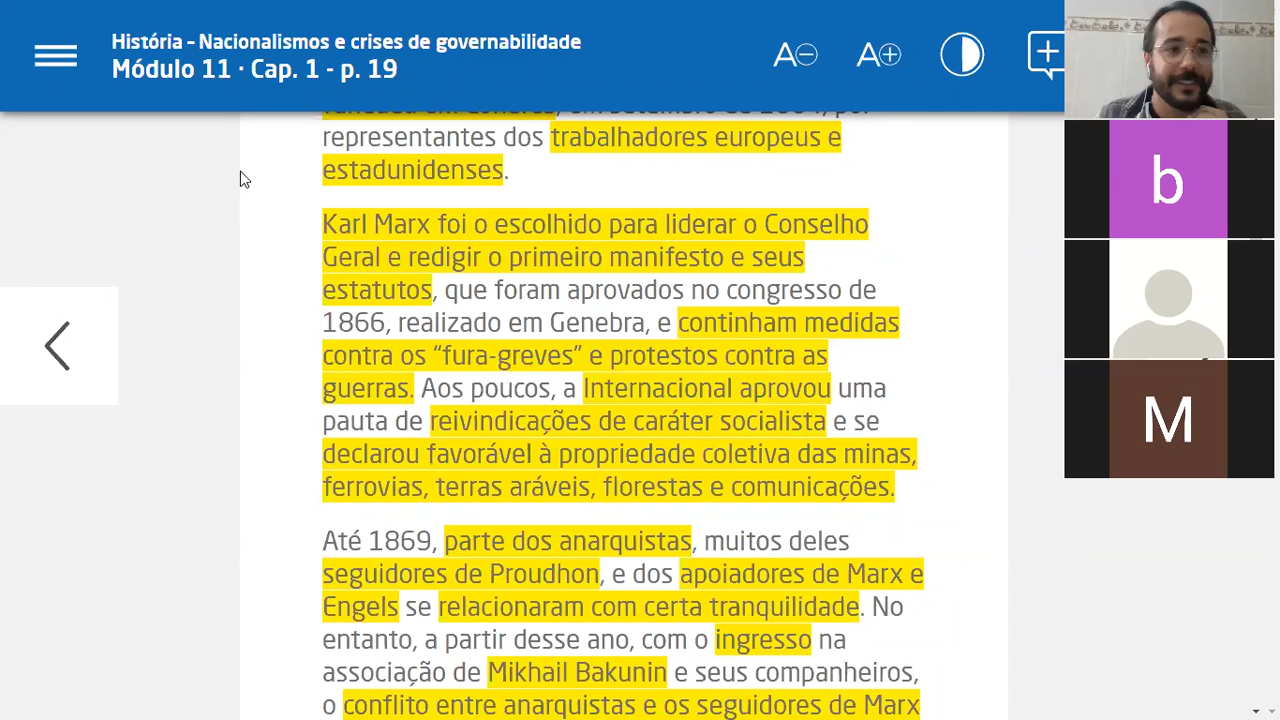 História – Nacionalismos e crises de governabilidade
Módulo 11 · Cap. 1 - p. 19
A− A+
em setembro de 1864, por
representantes dos trabalhadores europeus e
estadunidenses.
Karl Marx foi o escolhido para liderar o Conselho
Geral e redigir o primeiro manifesto e seus
estatutos, que foram aprovados no congresso de
1866, realizado em Genebra, e continham medidas
contra os “fura-greves” e protestos contra as
guerras. Aos poucos, a Internacional aprovou uma
pauta de reivindicações de caráter socialista e se
declarou favorável à propriedade coletiva das minas,
ferrovias, terras aráveis, florestas e comunicações.
Até 1869, parte dos anarquistas, muitos deles
seguidores de Proudhon, e dos apoiadores de Marx e
Engels se relacionaram com certa tranquilidade. No
entanto, a partir desse ano, com o ingresso na
associação de Mikhail Bakunin e seus companheiros,
o conflito entre anarquistas e os seguidores de Marx
b
M